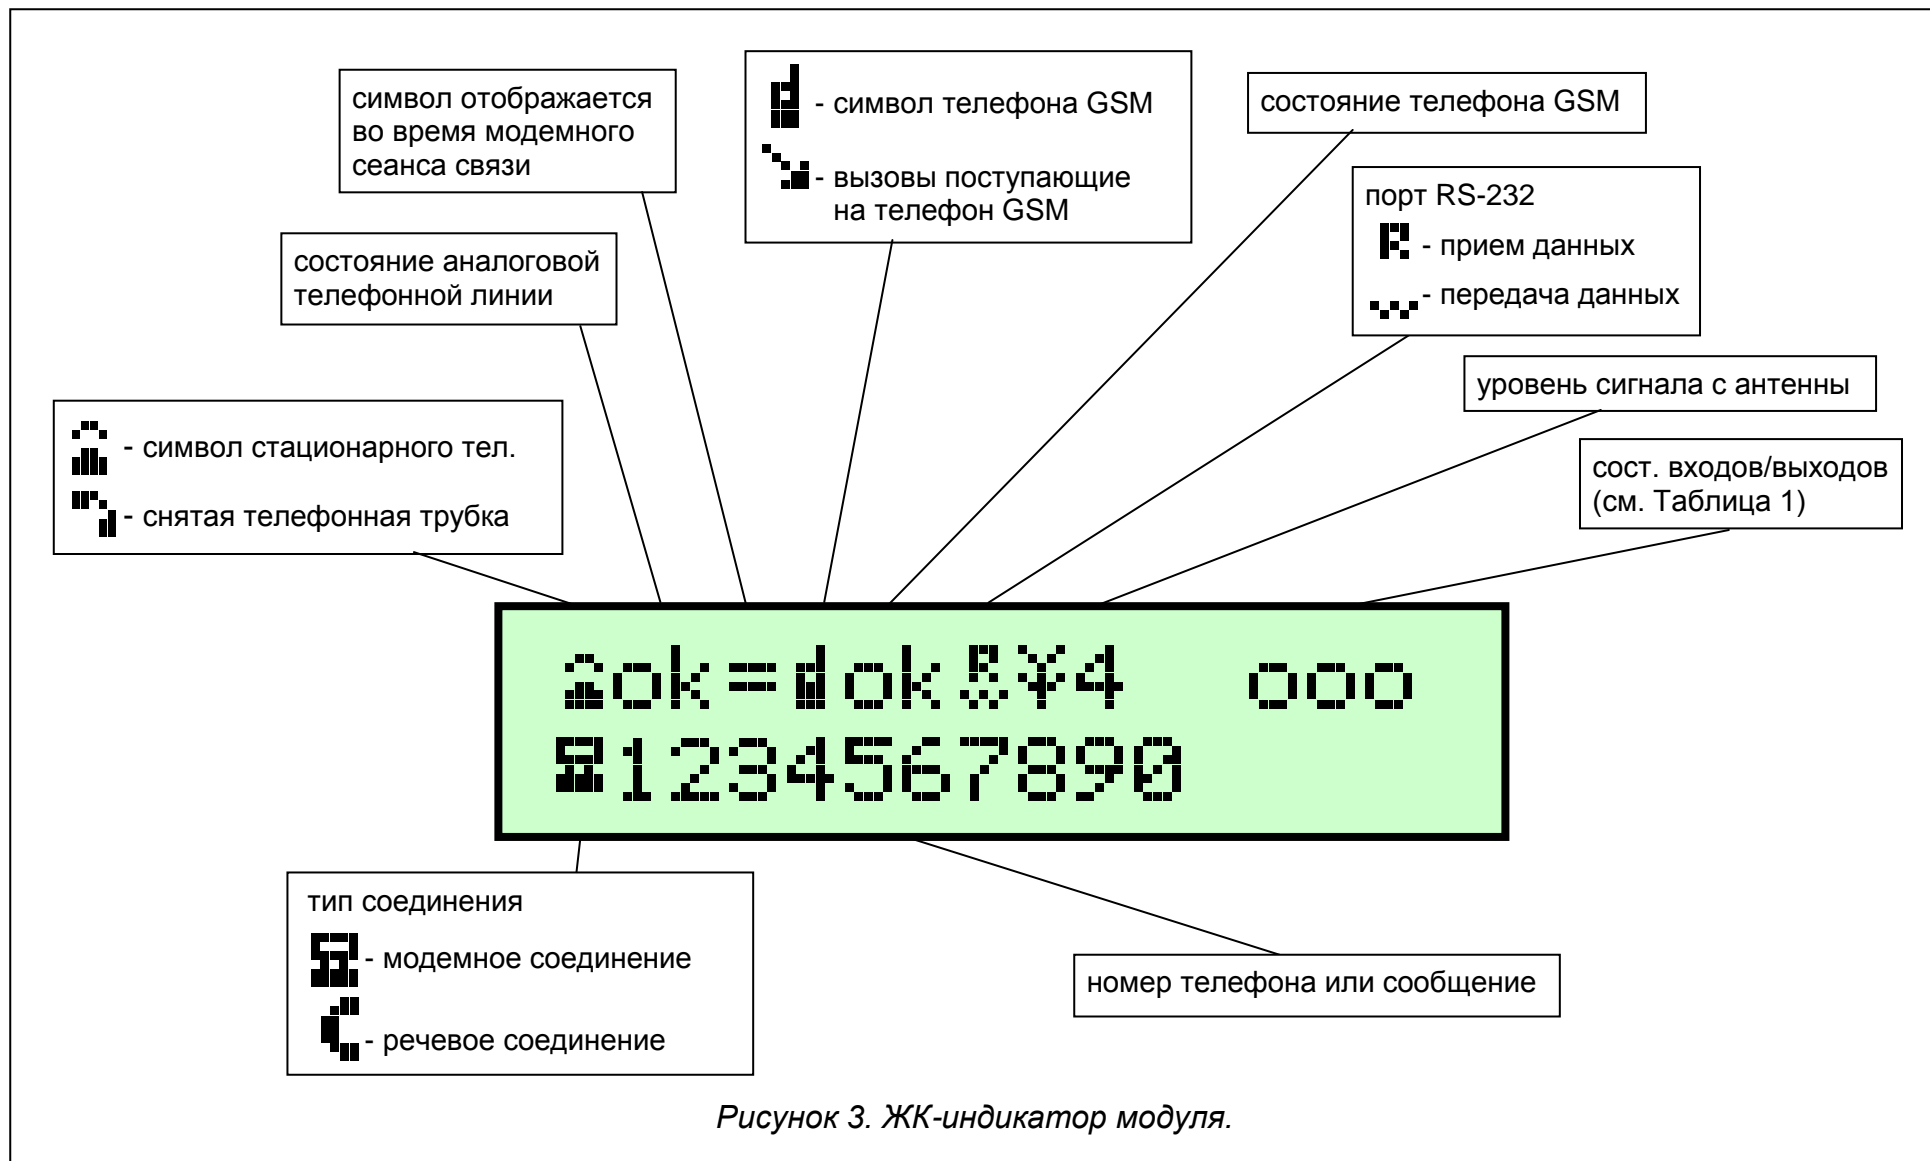 символ отображается
во время модемного
сеанса связи
- символ телефона GSM
- вызовы поступающие
на телефон GSM
состояние телефона GSM
порт RS-232
- прием данных
- передача данных
состояние аналоговой
телефонной линии
уровень сигнала с антенны
- символ стационарного тел.
- снятая телефонная трубка
сост. входов/выходов
(см. Таблица 1)
ok=ok 4 ooo
1234567890
тип соединения
- модемное соединение
- речевое соединение
номер телефона или сообщение
Рисунок 3. ЖК-индикатор модуля.